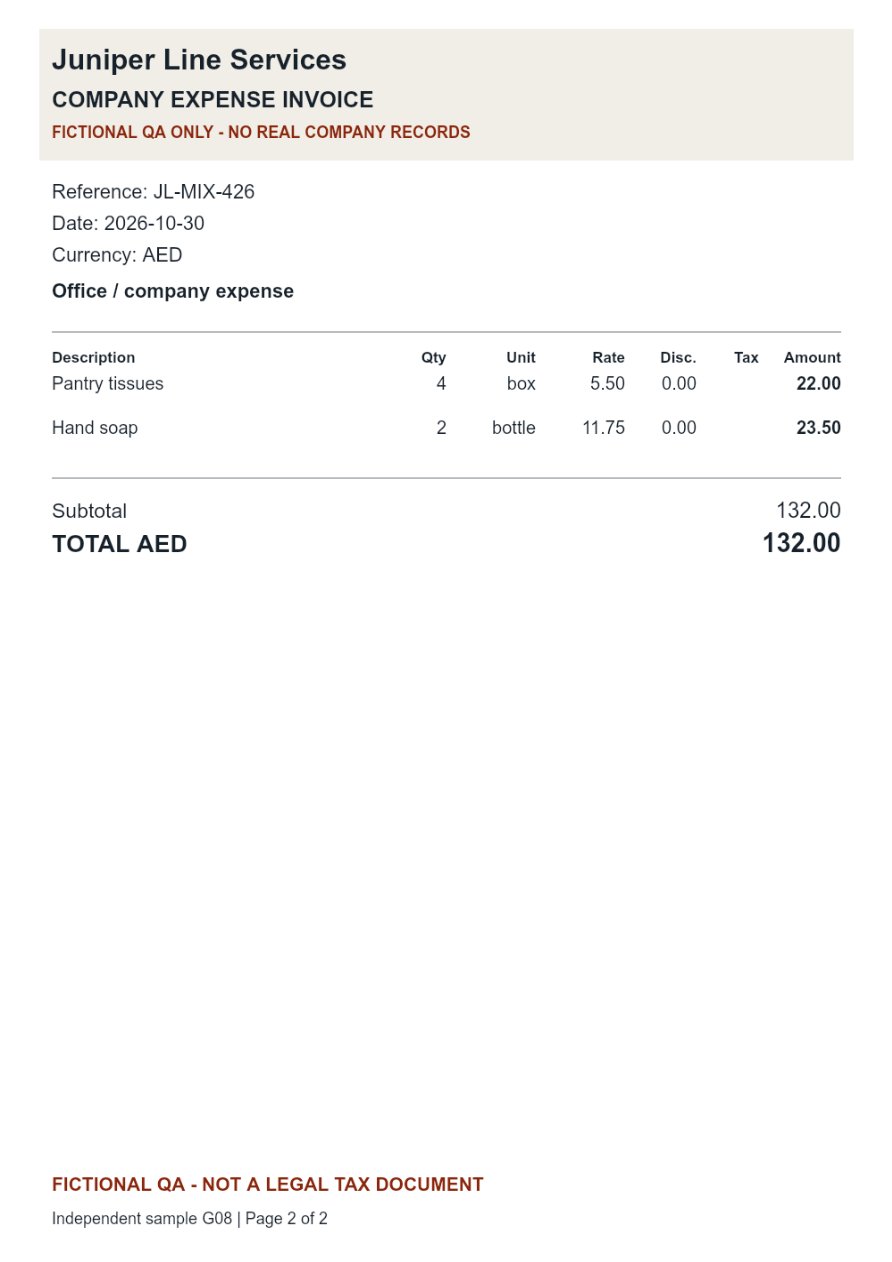 Juniper Line Services
COMPANY EXPENSE INVOICE
FICTIONAL QA ONLY - NO REAL COMPANY RECORDS
Reference: JL-MIX-426
Date: 2026-10-30
Currency: AED
Office / company expense
Description Qty Unit Rate Disc. Tax Amount
Pantry tissues 4 box 5.50 0.00 22.00
Hand soap 2 bottle 11.75 0.00 23.50
Subtotal 132.00
TOTAL AED 132.00
FICTIONAL QA - NOT A LEGAL TAX DOCUMENT
Independent sample G08 | Page 2 of 2